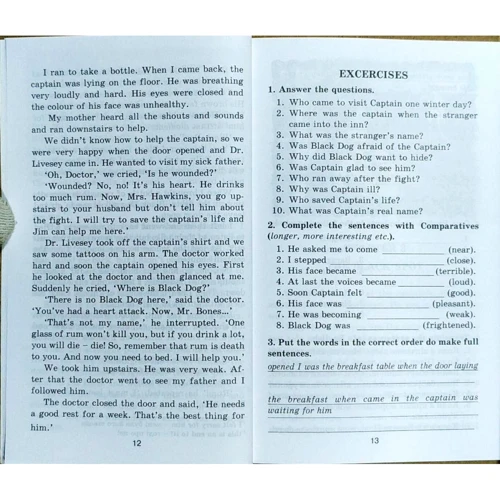 I ran to take a bottle. When I came back, the
captain was lying on the floor. He was breathing
very loudly and hard. His eyes were closed and
the colour of his face was unhealthy.
My mother heard all the shouts and sounds
and ran downstairs to help.
We didn't know how to help the captain, so we
were very happy when the door opened and Dr.
Livesey came in. He wanted to visit my sick father.
'Oh, Doctor,' we cried, 'Is he wounded?'
'Wounded? No, no! It's his heart. He drinks
too much rum. Now, Mrs. Hawkins, you go up-
stairs to your husband but don't tell him about
the fight. I will try to save the captain's life and
Jim can help me here.'
Dr. Livesey took off the captain's shirt and we
saw some tattoos on his arm. The doctor worked
hard and soon the captain opened his eyes. First
he looked at the doctor and then glanced at me.
Suddenly he cried, 'Where is Black Dog?'
'There is no Black Dog here,' said the doctor.
'You've had a heart attack. Now, Mr. Bones...'
'That's not my name,' he interrupted. 'One
glass of rum won't kill you, but if you drink a lot,
you will die – die! So, remember that rum is death
to you. And now you need to bed. I will help you.'
We took him upstairs. He was very weak. Af-
ter that the doctor went to see my father and I
followed him.
The doctor closed the door and said, 'He needs
a good rest for a week. That's the best thing for
him.'
12
EXCERCISES
1. Answer the questions.
1. Who came to visit Captain one winter day?
2. Where was the captain when the stranger
came into the inn?
3. What was the stranger's name?
4. Was Black Dog afraid of the Captain?
5. Why did Black Dog want to hide?
6. Was Captain glad to see him?
7. Who ran away after the fight?
8. Why was Captain ill?
9. Who saved Captain's life?
10. What was Captain's real name?
2. Complete the sentences with Comparatives
(longer, more interesting etc.).
1. He asked me to come ____________ (near).
2. I stepped ____________ (close).
3. His face became ____________ (terrible).
4. At last the voices became ____________ (loud).
5. Soon Captain felt ____________ (good).
6. His face was ____________ (pleasant).
7. He was becoming ____________ (weak).
8. Black Dog was ____________ (frightened).
3. Put the words in the correct order do make full
sentences.
opened I was the breakfast table when the door laying
the breakfast when came in the captain was
waiting for him
13